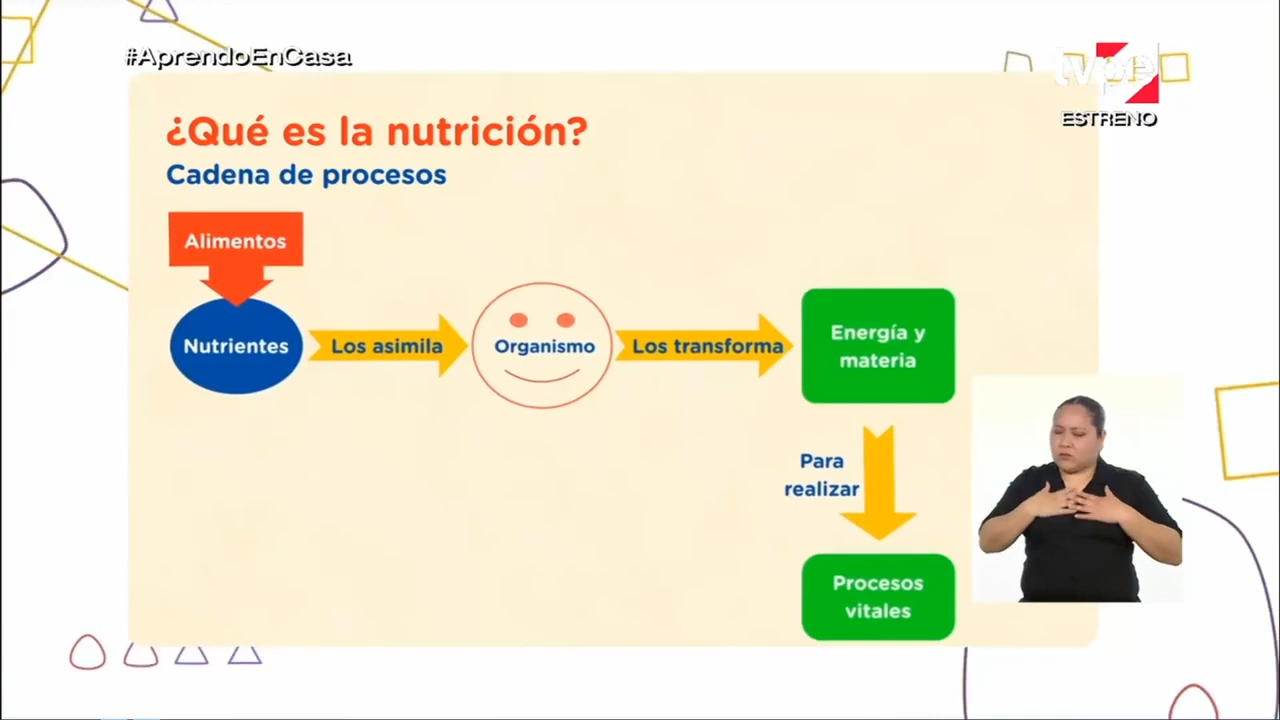 #AprendoEnCasa
tvpe
ESTRENO
¿Qué es la nutrición?
Cadena de procesos
Alimentos
Nutrientes
Los asimila
Organismo
Los transforma
Energía y
materia
Para
realizar
Procesos
vitales